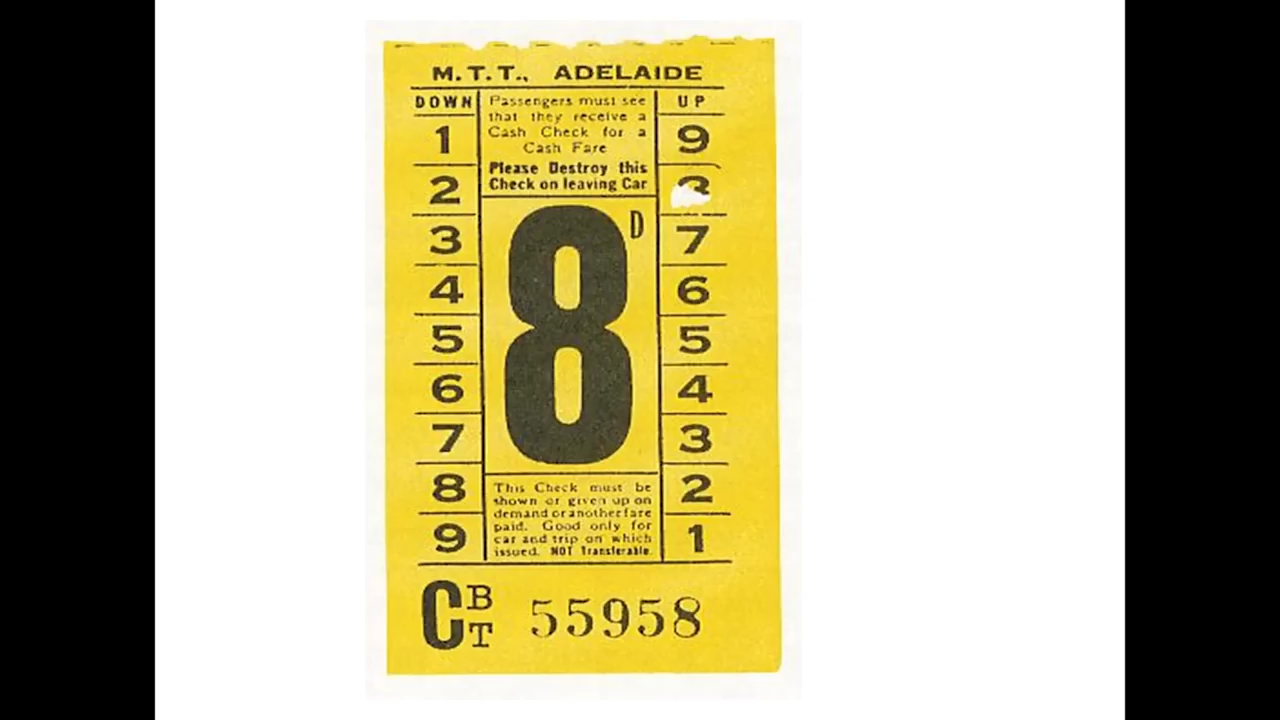 M.T.T., ADELAIDE
DOWN
1
2
3
4
5
6
7
8
9
Passengers must see
that they receive a
Cash Check for a
Cash Fare
Please Destroy this
Check on leaving Car
8D
This Check must be
shown or given up on
demand or another fare
paid. Good only for
car and trip on which
issued. NOT Transferable.
UP
9
8
7
6
5
4
3
2
1
CBT 55958